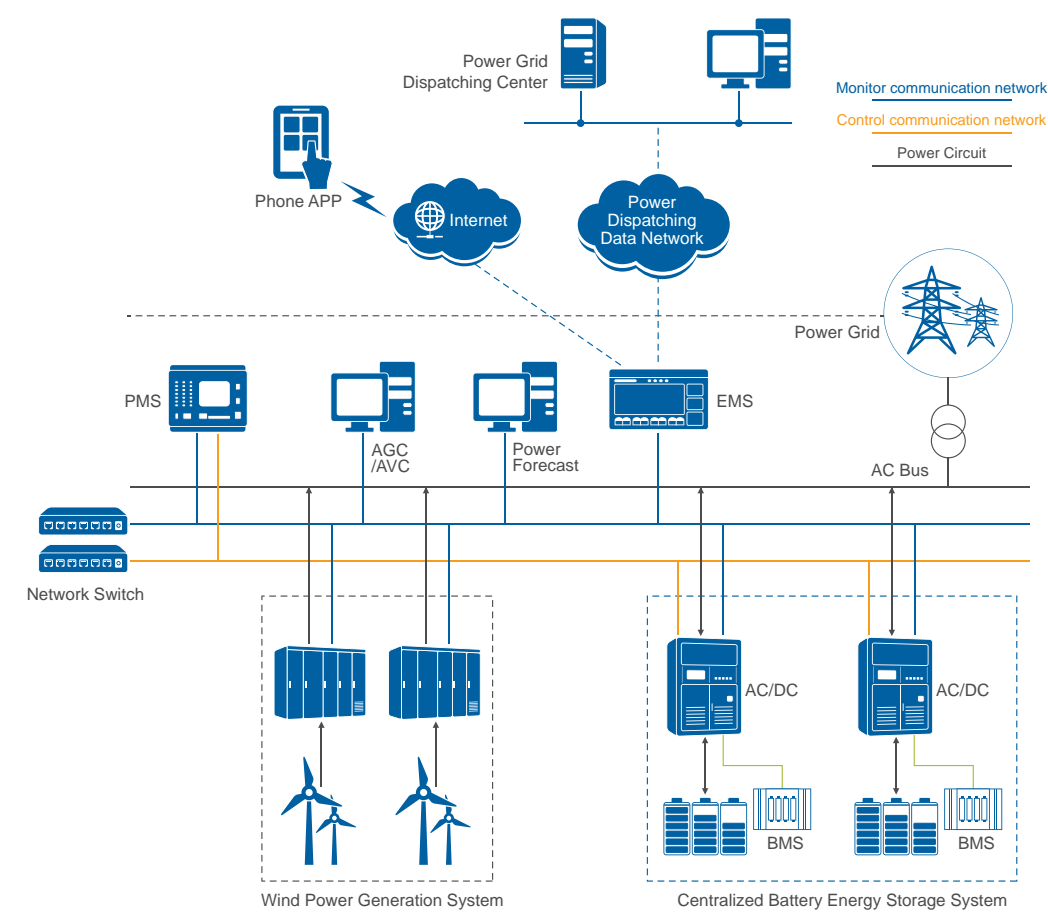 Power Grid
Dispatching Center
Monitor communication network
Control communication network
Power Circuit
Phone APP
Internet
Power
Dispatching
Data Network
Power Grid
PMS
AGC
/AVC
Power
Forecast
EMS
AC Bus
Network Switch
AC/DC
AC/DC
BMS
BMS
Wind Power Generation System
Centralized Battery Energy Storage System